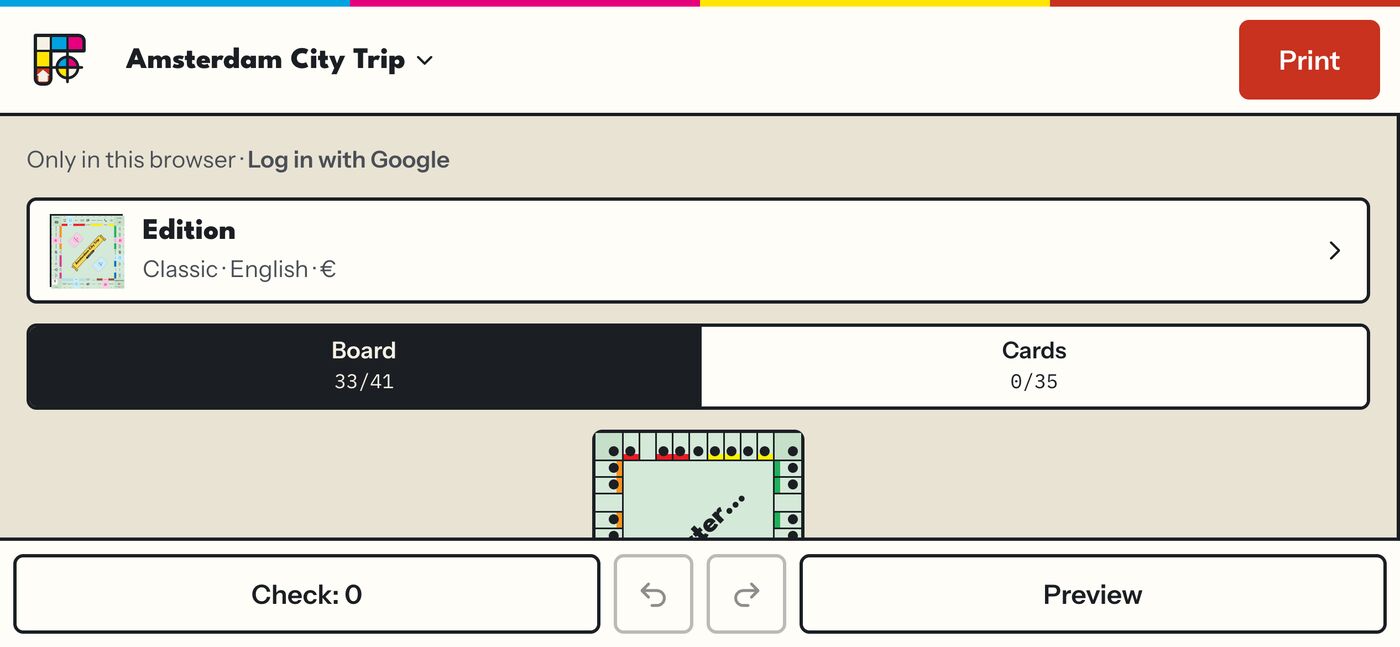 Amsterdam City Trip
Print
Only in this browser · Log in with Google
Edition
Classic · English · €
Board
33/41
Cards
0/35
ter...
Check: 0
Preview